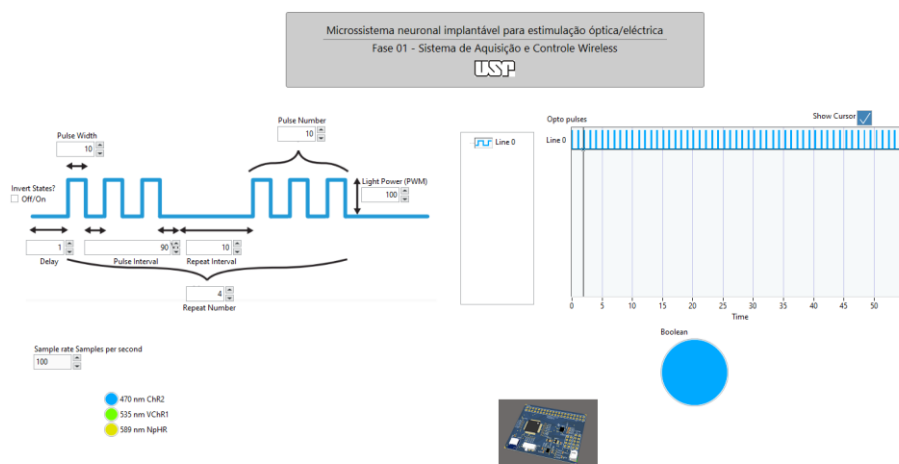 Microssistema neuronal implantável para estimulação óptica/eléctrica
Fase 01 - Sistema de Aquisição e Controle Wireless
USP
Pulse Number
10
Pulse Width
10
Invert States?
Off/On
Light Power (PWM)
100
1
90
10
Delay
Pulse Interval
Repeat Interval
4
Repeat Number
Sample rate Samples per second
100
470 nm ChR2
535 nm VChR1
589 nm NpHR
Opto pulses
Show Cursor
Line 0
Line 0
0 5 10 15 20 25 30 35 40 45 50
Time
Boolean